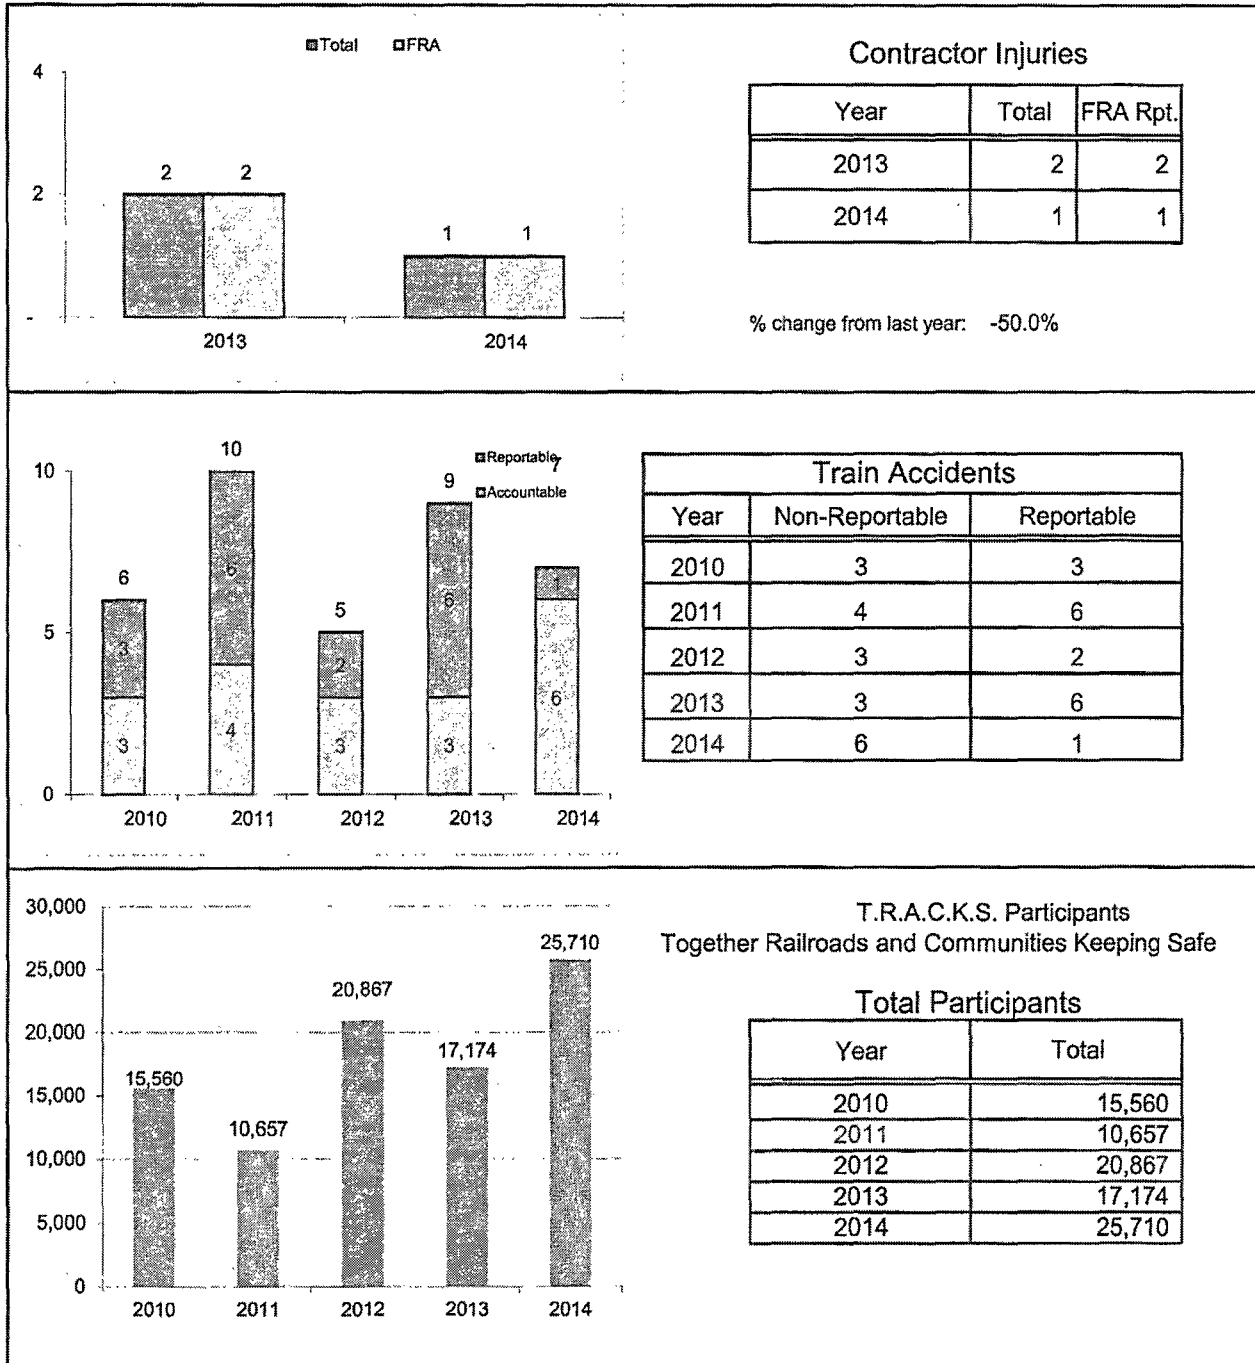 Total FRA
4
2
-
2 2
1 1
2013 2014
Contractor Injuries
Year Total FRA Rpt.
2013 2 2
2014 1 1
% change from last year: -50.0%
Reportable
Accountable
10
5
0
6
3
3
10
6
4
5
2
3
9
6
3
7
1
6
2010 2011 2012 2013 2014
Train Accidents
Year Non-Reportable Reportable
2010 3 3
2011 4 6
2012 3 2
2013 3 6
2014 6 1
30,000
25,000
20,000
15,000
10,000
5,000
0
15,560
10,657
20,867
17,174
25,710
2010 2011 2012 2013 2014
T.R.A.C.K.S. Participants
Together Railroads and Communities Keeping Safe
Total Participants
Year Total
2010 15,560
2011 10,657
2012 20,867
2013 17,174
2014 25,710